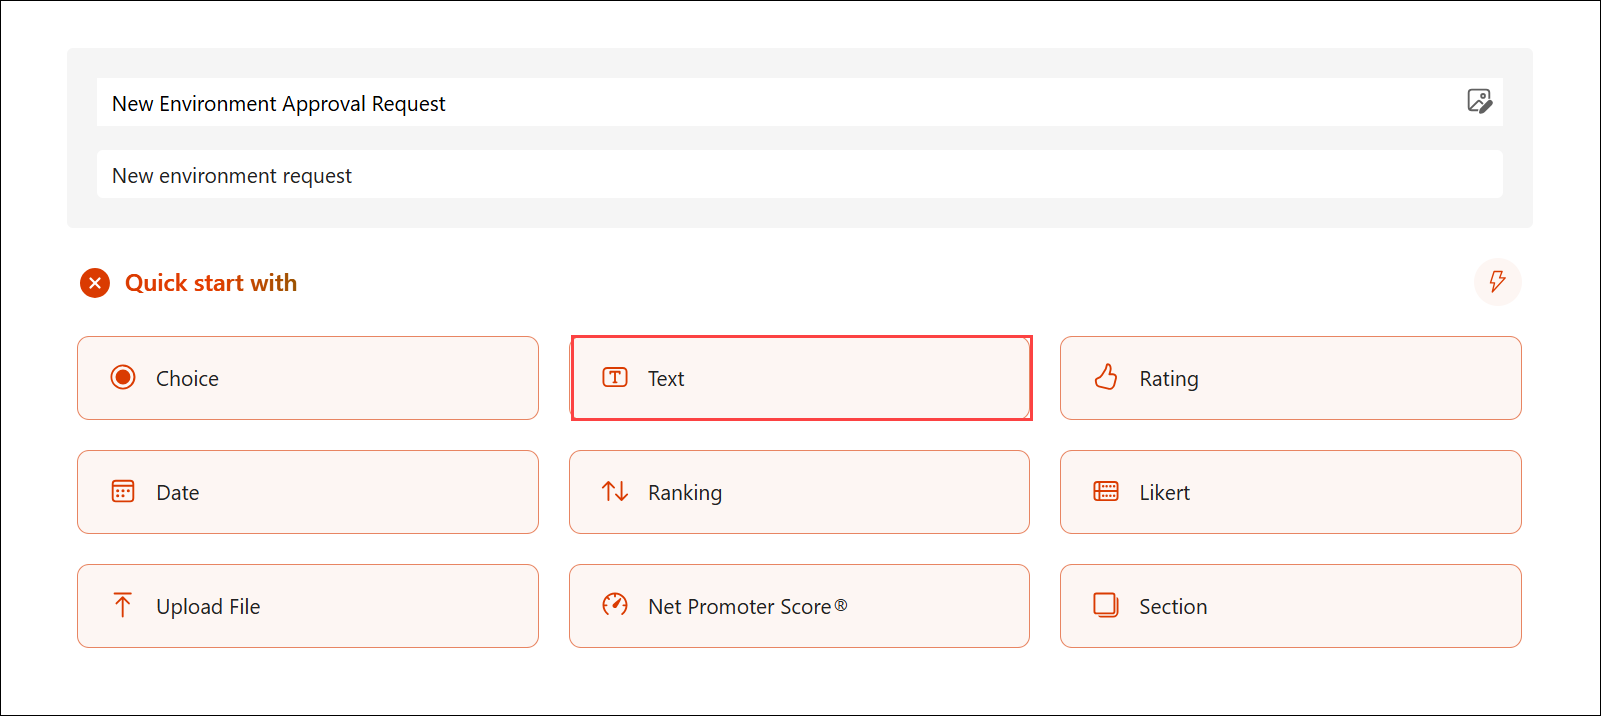 New Environment Approval Request
New environment request
Quick start with
Choice
Text
Rating
Date
Ranking
Likert
Upload File
Net Promoter Score®
Section